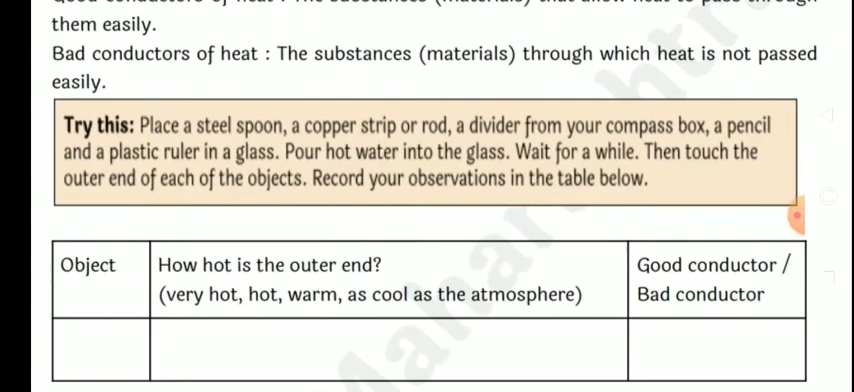 them easily.
Bad conductors of heat : The substances (materials) through which heat is not passed
easily.
Try this: Place a steel spoon, a copper strip or rod, a divider from your compass box, a pencil
and a plastic ruler in a glass. Pour hot water into the glass. Wait for a while. Then touch the
outer end of each of the objects. Record your observations in the table below.
Object
How hot is the outer end?
(very hot, hot, warm, as cool as the atmosphere)
Good conductor /
Bad conductor